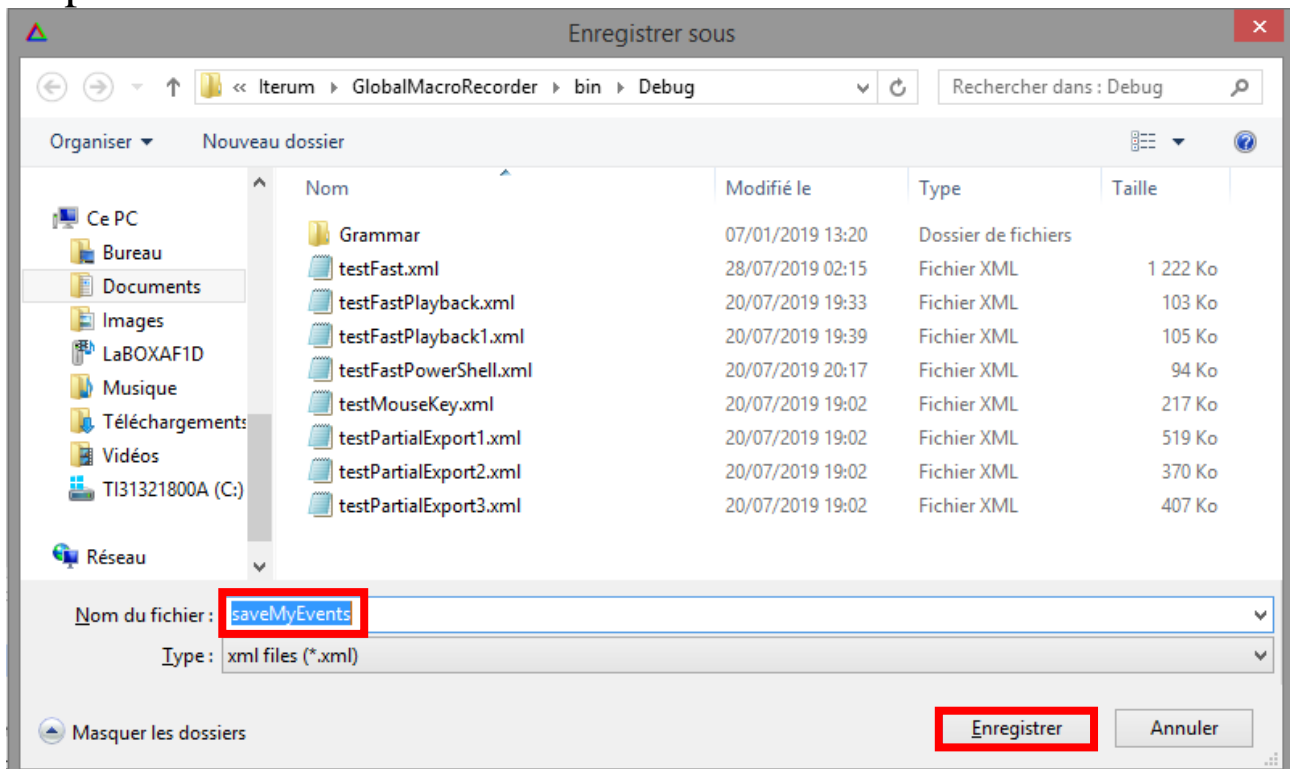 Enregistrer sous
« Iterum GlobalMacroRecorder bin Debug Rechercher dans : Debug
Organiser Nouveau dossier
Nom Modifié le Type Taille
Ce PC
Bureau
Documents
Images
LaBOXAF1D
Musique
Téléchargements
Vidéos
TI31321800A (C:)
Réseau
Grammar 07/01/2019 13:20 Dossier de fichiers
testFast.xml 28/07/2019 02:15 Fichier XML 1 222 Ko
testFastPlayback.xml 20/07/2019 19:33 Fichier XML 103 Ko
testFastPlayback1.xml 20/07/2019 19:39 Fichier XML 105 Ko
testFastPowerShell.xml 20/07/2019 20:17 Fichier XML 94 Ko
testMouseKey.xml 20/07/2019 19:02 Fichier XML 217 Ko
testPartialExport1.xml 20/07/2019 19:02 Fichier XML 519 Ko
testPartialExport2.xml 20/07/2019 19:02 Fichier XML 370 Ko
testPartialExport3.xml 20/07/2019 19:02 Fichier XML 407 Ko
Nom du fichier : saveMyEvents
Type : xml files (*.xml)
Masquer les dossiers Enregistrer Annuler